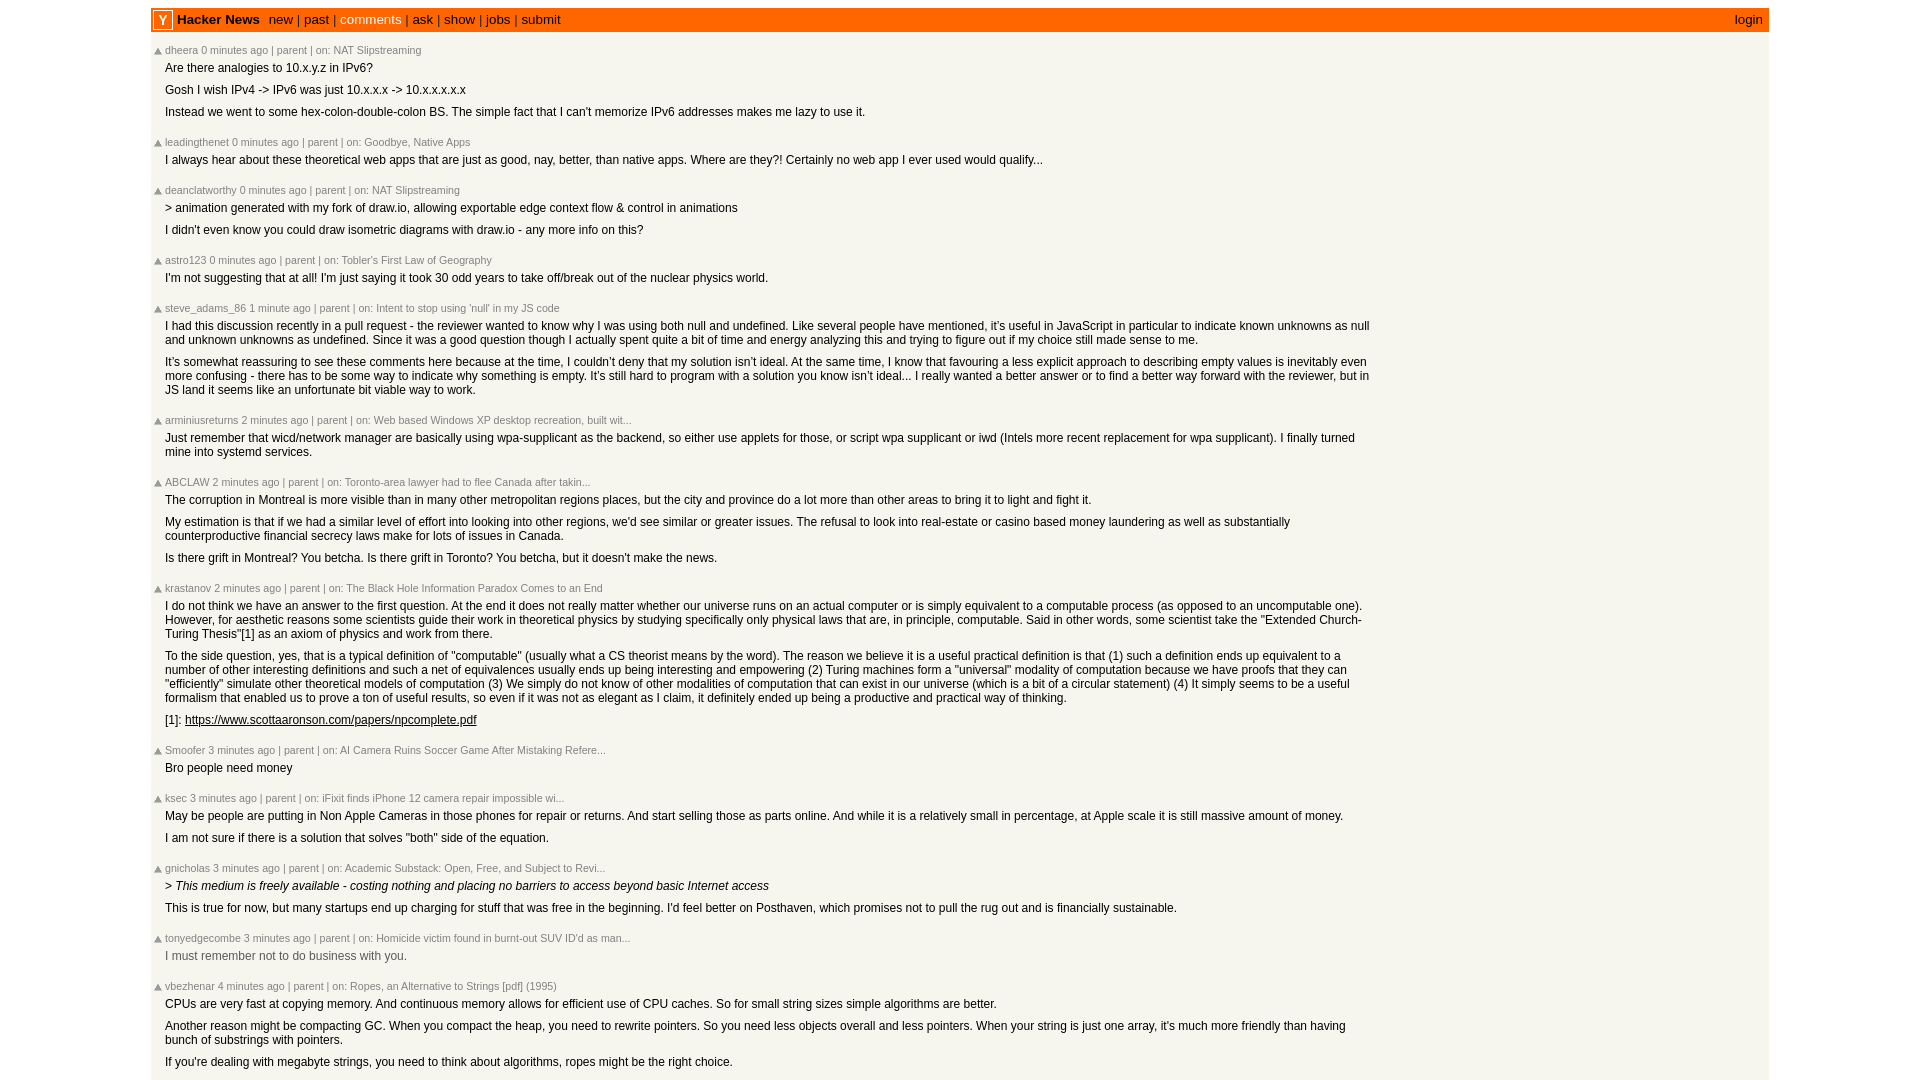 Y Hacker News new | past | comments | ask | show | jobs | submit login
dheera 0 minutes ago | parent | on: NAT Slipstreaming
Are there analogies to 10.x.y.z in IPv6?
Gosh I wish IPv4 -> IPv6 was just 10.x.x.x -> 10.x.x.x.x.x
Instead we went to some hex-colon-double-colon BS. The simple fact that I can't memorize IPv6 addresses makes me lazy to use it.
leadingthenet 0 minutes ago | parent | on: Goodbye, Native Apps
I always hear about these theoretical web apps that are just as good, nay, better, than native apps. Where are they?! Certainly no web app I ever used would qualify...
deanclatworthy 0 minutes ago | parent | on: NAT Slipstreaming
> animation generated with my fork of draw.io, allowing exportable edge context flow & control in animations
I didn't even know you could draw isometric diagrams with draw.io - any more info on this?
astro123 0 minutes ago | parent | on: Tobler's First Law of Geography
I'm not suggesting that at all! I'm just saying it took 30 odd years to take off/break out of the nuclear physics world.
steve_adams_86 1 minute ago | parent | on: Intent to stop using 'null' in my JS code
I had this discussion recently in a pull request - the reviewer wanted to know why I was using both null and undefined. Like several people have mentioned, it's useful in JavaScript in particular to indicate known unknowns as null
and unknown unknowns as undefined. Since it was a good question though I actually spent quite a bit of time and energy analyzing this and trying to figure out if my choice still made sense to me.
It's somewhat reassuring to see these comments here because at the time, I couldn't deny that my solution isn't ideal. At the same time, I know that favouring a less explicit approach to describing empty values is inevitably even
more confusing - there has to be some way to indicate why something is empty. It's still hard to program with a solution you know isn't ideal... I really wanted a better answer or to find a better way forward with the reviewer, but in
JS land it seems like an unfortunate bit viable way to work.
arminiusreturns 2 minutes ago | parent | on: Web based Windows XP desktop recreation, built wit...
Just remember that wicd/network manager are basically using wpa-supplicant as the backend, so either use applets for those, or script wpa supplicant or iwd (Intels more recent replacement for wpa supplicant). I finally turned
mine into systemd services.
ABCLAW 2 minutes ago | parent | on: Toronto-area lawyer had to flee Canada after takin...
The corruption in Montreal is more visible than in many other metropolitan regions places, but the city and province do a lot more than other areas to bring it to light and fight it.
My estimation is that if we had a similar level of effort into looking into other regions, we'd see similar or greater issues. The refusal to look into real-estate or casino based money laundering as well as substantially
counterproductive financial secrecy laws make for lots of issues in Canada.
Is there grift in Montreal? You betcha. Is there grift in Toronto? You betcha, but it doesn't make the news.
krastanov 2 minutes ago | parent | on: The Black Hole Information Paradox Comes to an End
I do not think we have an answer to the first question. At the end it does not really matter whether our universe runs on an actual computer or is simply equivalent to a computable process (as opposed to an uncomputable one).
However, for aesthetic reasons some scientists guide their work in theoretical physics by studying specifically only physical laws that are, in principle, computable. Said in other words, some scientist take the "Extended Church-
Turing Thesis"[1] as an axiom of physics and work from there.
To the side question, yes, that is a typical definition of "computable" (usually what a CS theorist means by the word). The reason we believe it is a useful practical definition is that (1) such a definition ends up equivalent to a
number of other interesting definitions and such a net of equivalences usually ends up being interesting and empowering (2) Turing machines form a "universal" modality of computation because we have proofs that they can
"efficiently" simulate other theoretical models of computation (3) We simply do not know of other modalities of computation that can exist in our universe (which is a bit of a circular statement) (4) It simply seems to be a useful
formalism that enabled us to prove a ton of useful results, so even if it was not as elegant as I claim, it definitely ended up being a productive and practical way of thinking.
[1]: https://www.scottaaronson.com/papers/npcomplete.pdf
Smoofer 3 minutes ago | parent | on: AI Camera Ruins Soccer Game After Mistaking Refere...
Bro people need money
ksec 3 minutes ago | parent | on: iFixit finds iPhone 12 camera repair impossible wi...
May be people are putting in Non Apple Cameras in those phones for repair or returns. And start selling those as parts online. And while it is a relatively small in percentage, at Apple scale it is still massive amount of money.
I am not sure if there is a solution that solves "both" side of the equation.
gnicholas 3 minutes ago | parent | on: Academic Substack: Open, Free, and Subject to Revi...
> This medium is freely available - costing nothing and placing no barriers to access beyond basic Internet access
This is true for now, but many startups end up charging for stuff that was free in the beginning. I'd feel better on Posthaven, which promises not to pull the rug out and is financially sustainable.
tonyedgecombe 3 minutes ago | parent | on: Homicide victim found in burnt-out SUV ID'd as man...
I must remember not to do business with you.
vbezhenar 4 minutes ago | parent | on: Ropes, an Alternative to Strings [pdf] (1995)
CPUs are very fast at copying memory. And continuous memory allows for efficient use of CPU caches. So for small string sizes simple algorithms are better.
Another reason might be compacting GC. When you compact the heap, you need to rewrite pointers. So you need less objects overall and less pointers. When your string is just one array, it's much more friendly than having
bunch of substrings with pointers.
If you're dealing with megabyte strings, you need to think about algorithms, ropes might be the right choice.